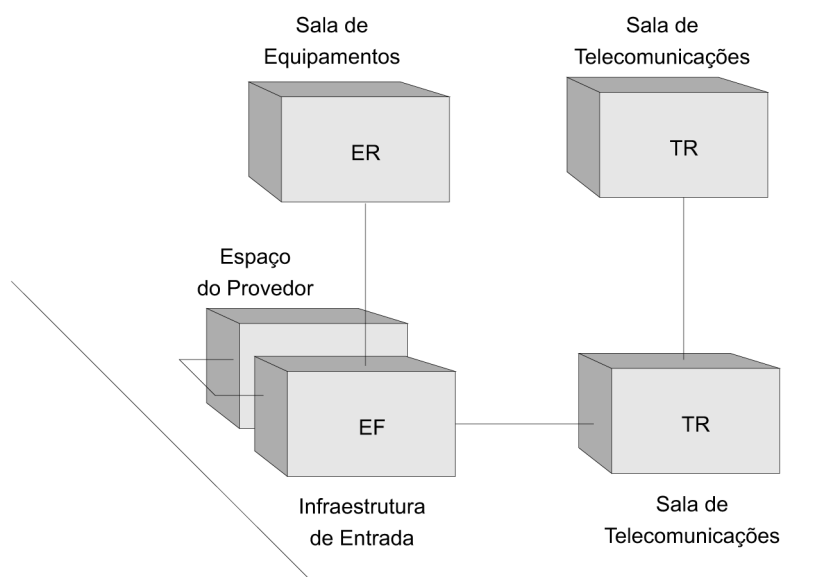 Sala de
Equipamentos
Sala de
Telecomunicações
ER
TR
Espaço
do Provedor
EF
TR
Infraestrutura
de Entrada
Sala de
Telecomunicações